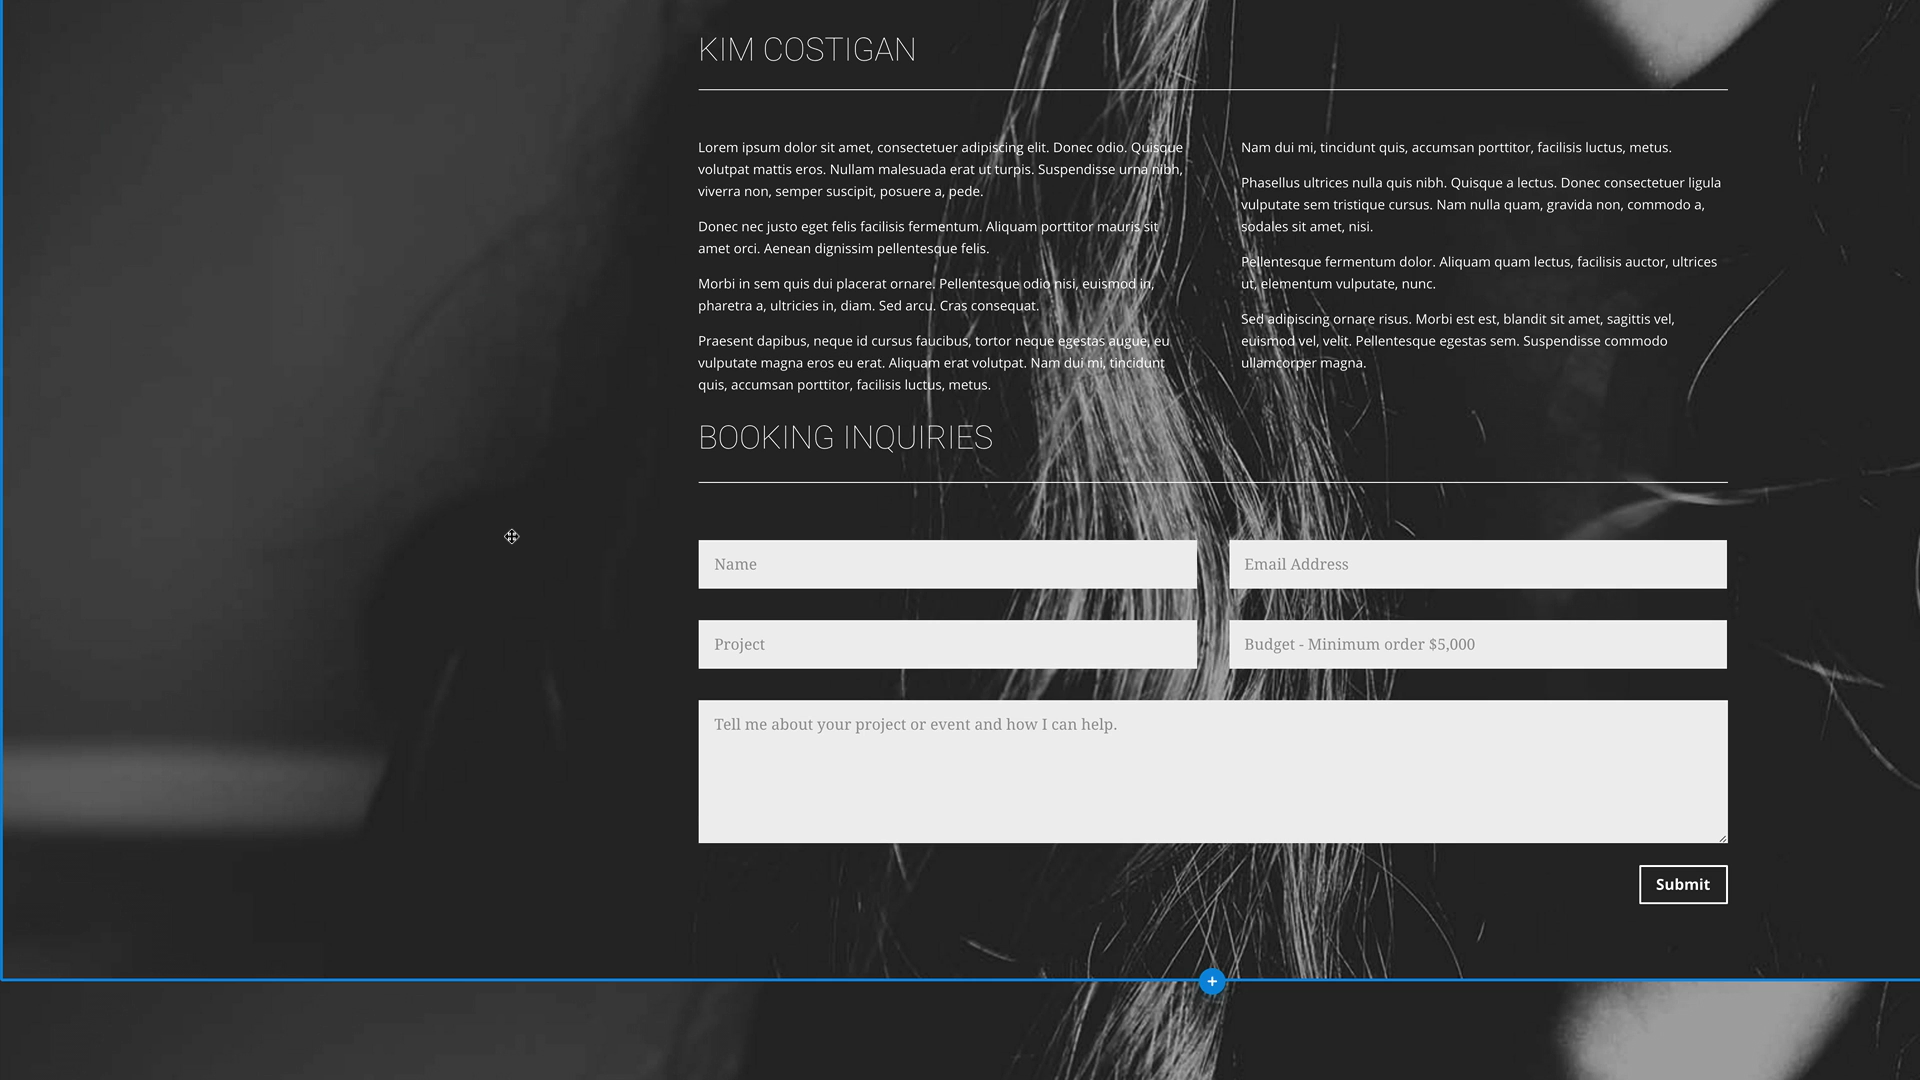 KIM COSTIGAN
Lorem ipsum dolor sit amet, consectetuer adipiscing elit. Donec odio. Quisque
volutpat mattis eros. Nullam malesuada erat ut turpis. Suspendisse urna nibh,
viverra non, semper suscipit, posuere a, pede.
Donec nec justo eget felis facilisis fermentum. Aliquam porttitor mauris sit
amet orci. Aenean dignissim pellentesque felis.
Morbi in sem quis dui placerat ornare. Pellentesque odio nisi, euismod in,
pharetra a, ultricies in, diam. Sed arcu. Cras consequat.
Praesent dapibus, neque id cursus faucibus, tortor neque egestas augue, eu
vulputate magna eros eu erat. Aliquam erat volutpat. Nam dui mi, tincidunt
quis, accumsan porttitor, facilisis luctus, metus.
Nam dui mi, tincidunt quis, accumsan porttitor, facilisis luctus, metus.
Phasellus ultrices nulla quis nibh. Quisque a lectus. Donec consectetuer ligula
vulputate sem tristique cursus. Nam nulla quam, gravida non, commodo a,
sodales sit amet, nisi.
Pellentesque fermentum dolor. Aliquam quam lectus, facilisis auctor, ultrices
ut, elementum vulputate, nunc.
Sed adipiscing ornare risus. Morbi est est, blandit sit amet, sagittis vel,
euismod vel, velit. Pellentesque egestas sem. Suspendisse commodo
ullamcorper magna.
BOOKING INQUIRIES
Name
Email Address
Project
Budget - Minimum order $5,000
Tell me about your project or event and how I can help.
Submit